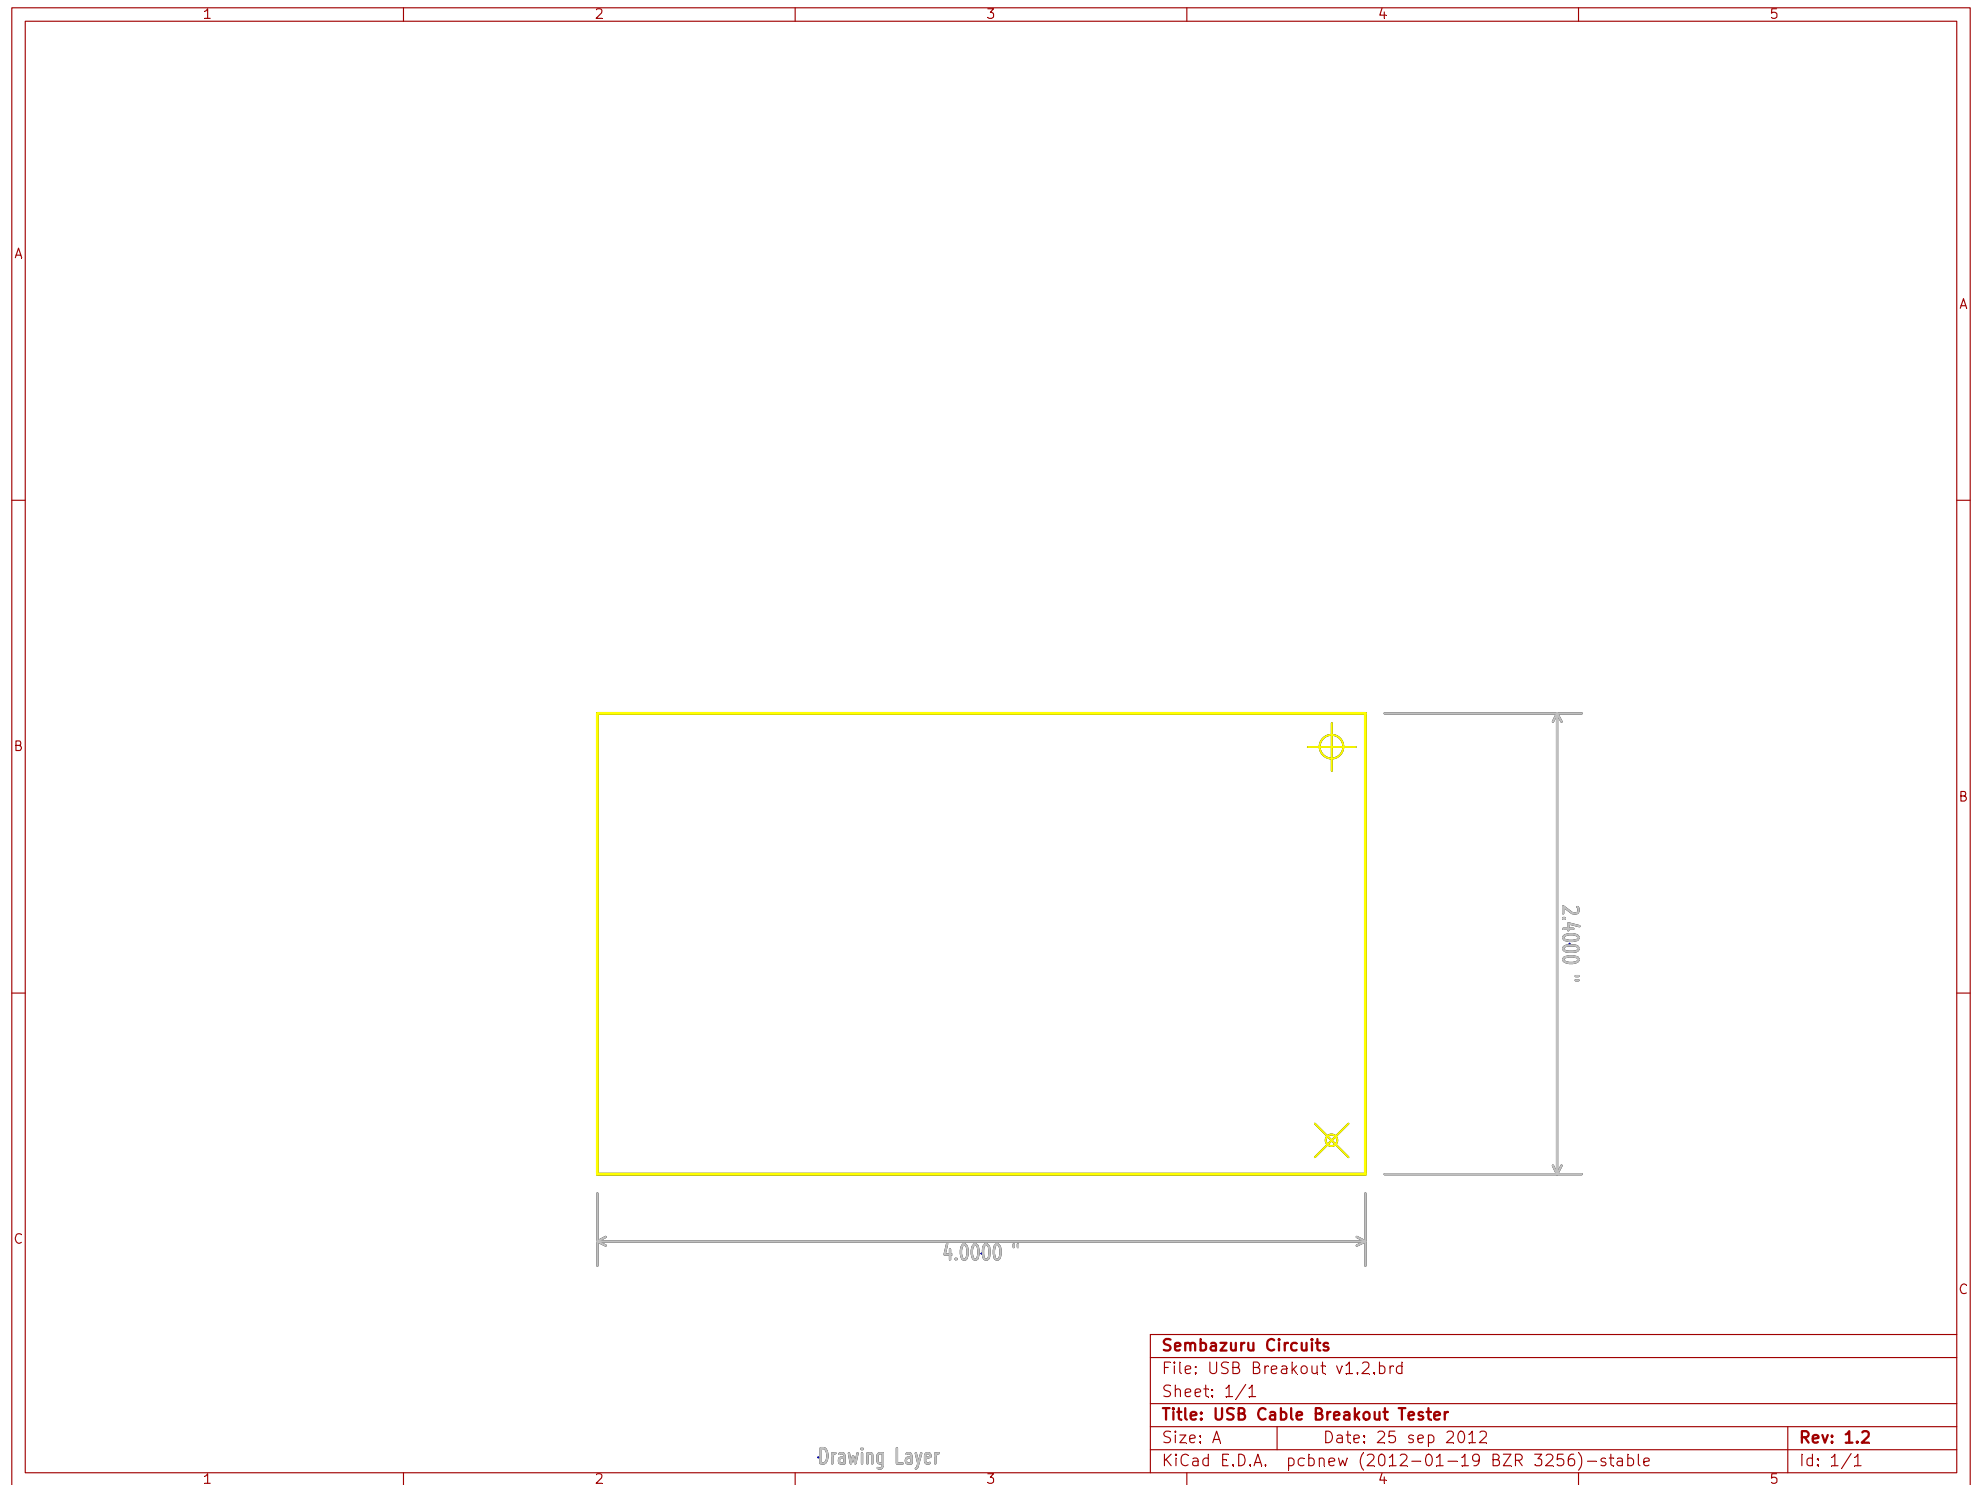 1 2 3 4 5
A
A
B
B
2.4000 "
C
4.0000 "
C
Sembazuru Circuits
File: USB Breakout v1.2.brd
Sheet: 1/1
Title: USB Cable Breakout Tester
Size: A Date: 25 sep 2012 Rev: 1.2
KiCad E.D.A. pcbnew (2012-01-19 BZR 3256)-stable Id: 1/1
Drawing Layer
1 2 3 4 5